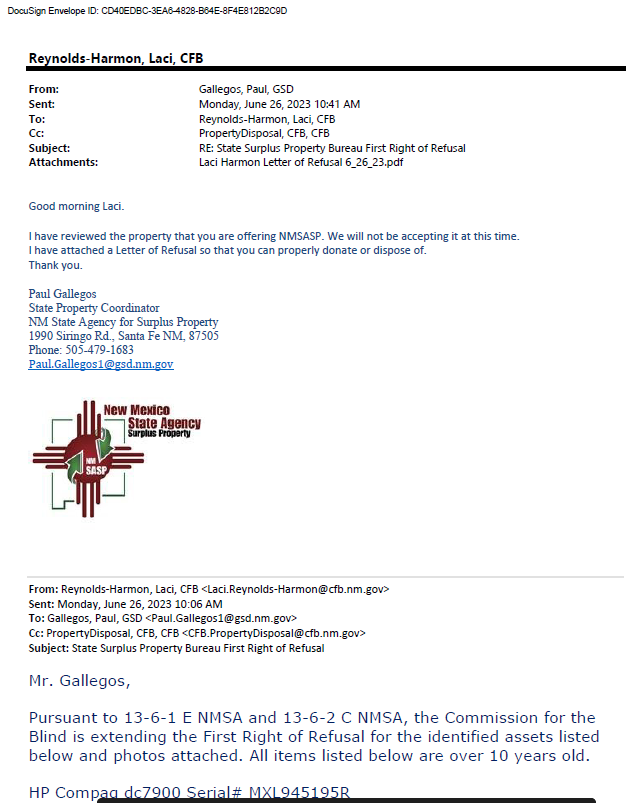 DocuSign Envelope ID: CD40EDBC-3EA6-4828-B64E-8F4E812B2C9D
Reynolds-Harmon, Laci, CFB
From: Gallegos, Paul, GSD
Sent: Monday, June 26, 2023 10:41 AM
To: Reynolds-Harmon, Laci, CFB
Cc: PropertyDisposal, CFB, CFB
Subject: RE: State Surplus Property Bureau First Right of Refusal
Attachments: Laci Harmon Letter of Refusal 6_26_23.pdf
Good morning Laci.
I have reviewed the property that you are offering NMSASP. We will not be accepting it at this time.
I have attached a Letter of Refusal so that you can properly donate or dispose of.
Thank you.
Paul Gallegos
State Property Coordinator
NM State Agency for Surplus Property
1990 Siringo Rd., Santa Fe NM, 87505
Phone: 505-479-1683
Paul.Gallegos1@gsd.nm.gov
New Mexico
State Agency
Surplus Property
NM
SASP
From: Reynolds-Harmon, Laci, CFB <Laci.Reynolds-Harmon@cfb.nm.gov>
Sent: Monday, June 26, 2023 10:06 AM
To: Gallegos, Paul, GSD <Paul.Gallegos1@gsd.nm.gov>
Cc: PropertyDisposal, CFB, CFB <CFB.PropertyDisposal@cfb.nm.gov>
Subject: State Surplus Property Bureau First Right of Refusal
Mr. Gallegos,
Pursuant to 13-6-1 E NMSA and 13-6-2 C NMSA, the Commission for the
Blind is extending the First Right of Refusal for the identified assets listed
below and photos attached. All items listed below are over 10 years old.
HP Compaq dc7900 Serial# MXL945195R